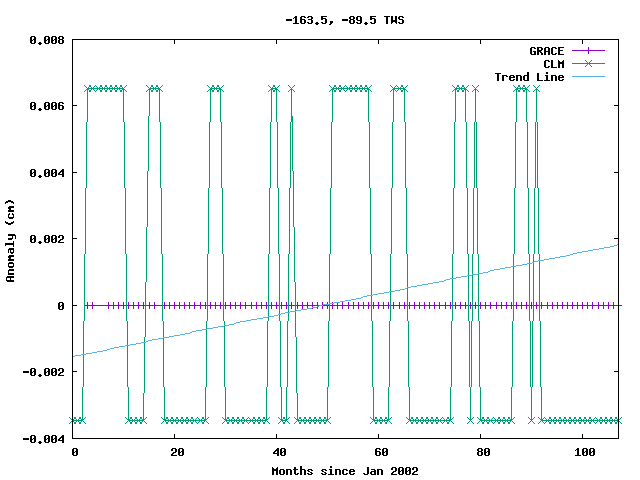 -163.5, -89.5 TWS
GRACE
CLM
Trend Line
0.008
0.006
0.004
0.002
0
-0.002
-0.004
Anomaly (cm)
0 20 40 60 80 100
Months since Jan 2002